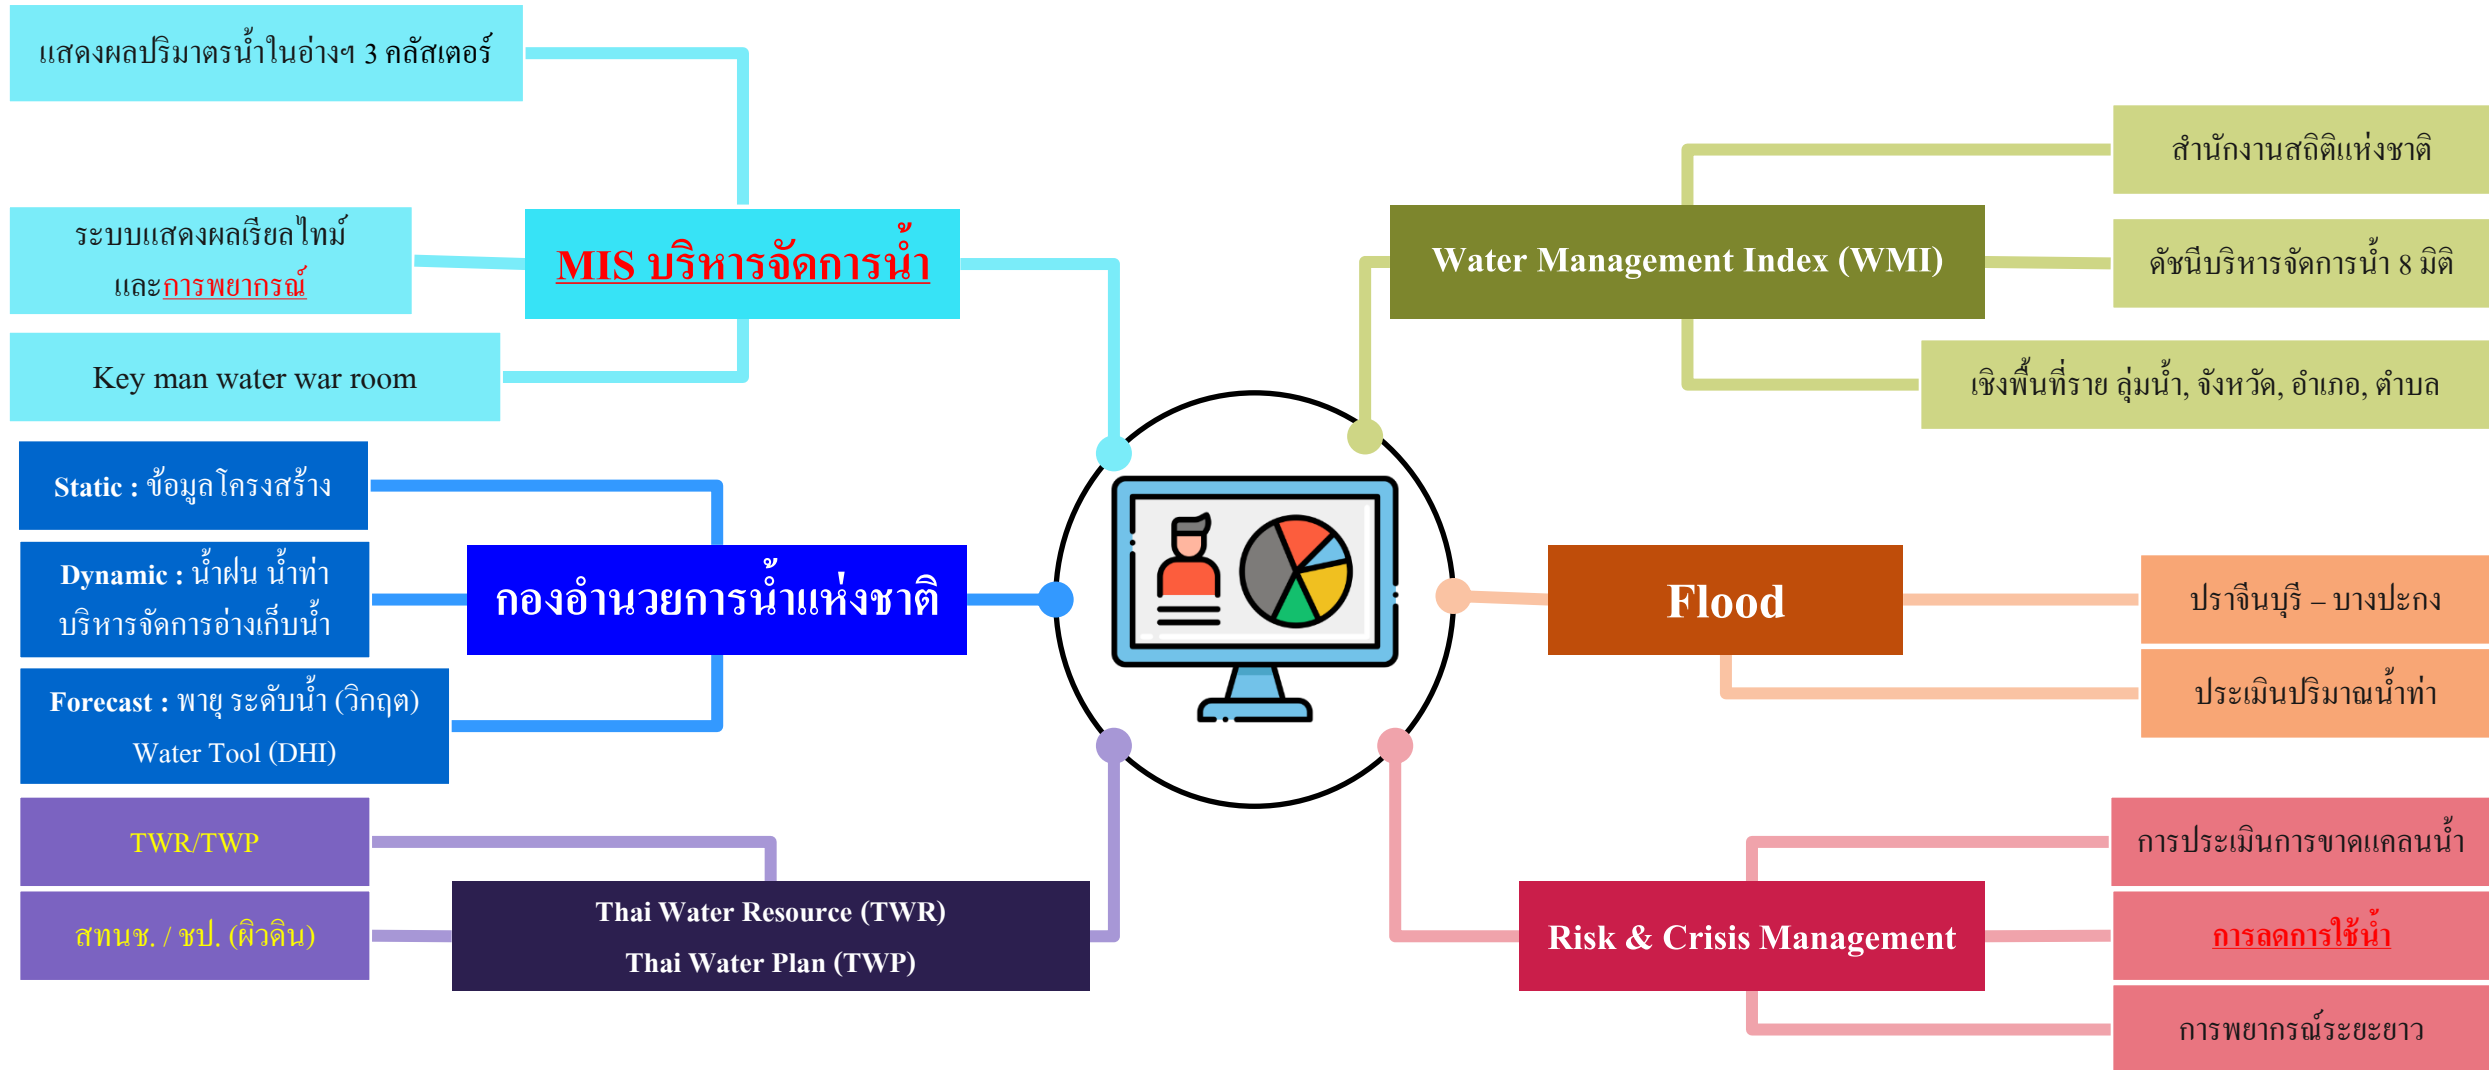 แสดงผลปริมาตรน้ำในอ่างฯ 3 คลัสเตอร์
ระบบแสดงผลเรียลไทม์
และการพยากรณ์
Key man water war room
MIS บริหารจัดการน้ำ
Static : ข้อมูลโครงสร้าง
Dynamic : น้ำฝน น้ำท่า
บริหารจัดการอ่างเก็บน้ำ
Forecast : พายุ ระดับน้ำ (วิกฤต)
Water Tool (DHI)
กองอำนวยการน้ำแห่งชาติ
TWR/TWP
สทนช. / ชป. (ผิวดิน)
Thai Water Resource (TWR)
Thai Water Plan (TWP)
Water Management Index (WMI)
สำนักงานสถิติแห่งชาติ
ดัชนีบริหารจัดการน้ำ 8 มิติ
เชิงพื้นที่ราย ลุ่มน้ำ, จังหวัด, อำเภอ, ตำบล
Flood
ปราจีนบุรี – บางปะกง
ประเมินปริมาณน้ำท่า
Risk & Crisis Management
การประเมินการขาดแคลนน้ำ
การลดการใช้น้ำ
การพยากรณ์ระยะยาว